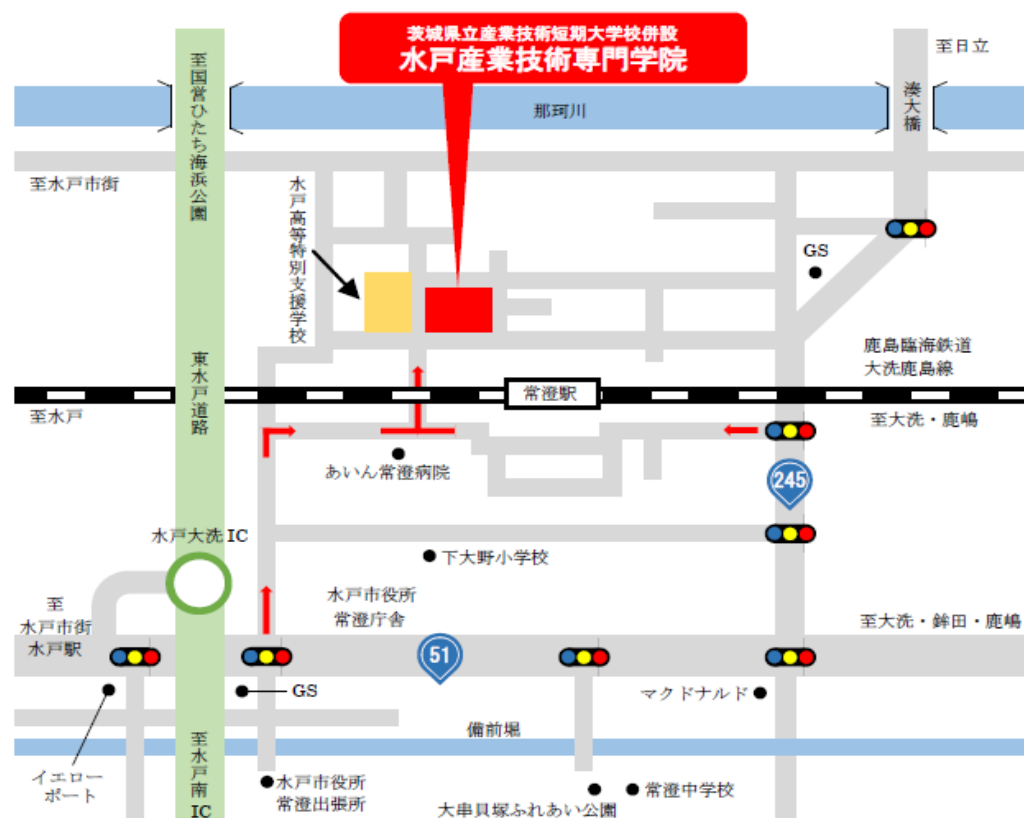 茨城県立産業技術短期大学校併設
水戸産業技術専門学院
至日立
至国営ひたち海浜公園
湊大橋
那珂川
至水戸市街
水戸高等特別支援学校
GS
東水戸道路
鹿島臨海鉄道
大洗鹿島線
常澄駅
至水戸
至大洗・鹿嶋
あいん常澄病院
245
水戸大洗IC
下大野小学校
水戸市役所
常澄庁舎
至
水戸市街
水戸駅
至大洗・鉾田・鹿嶋
51
GS
マクドナルド
備前堀
至水戸南IC
イエロー
ポート
水戸市役所
常澄出張所
常澄中学校
大串貝塚ふれあい公園